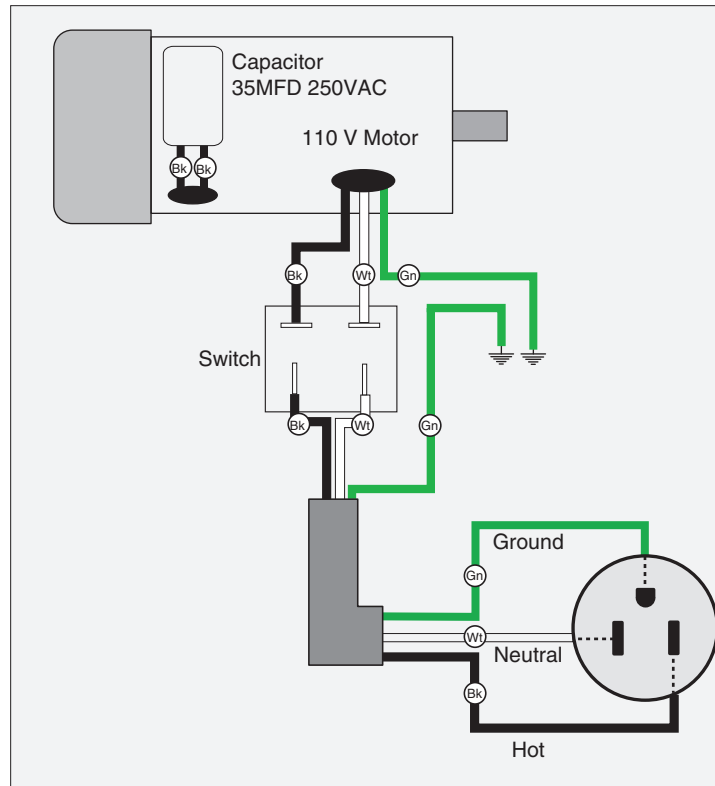 Capacitor
35MFD 250VAC
110 V Motor
Bk Bk
Bk Wt Gn
Switch
Bk Wt Gn
Ground
Gn
Wt
Neutral
Bk
Hot